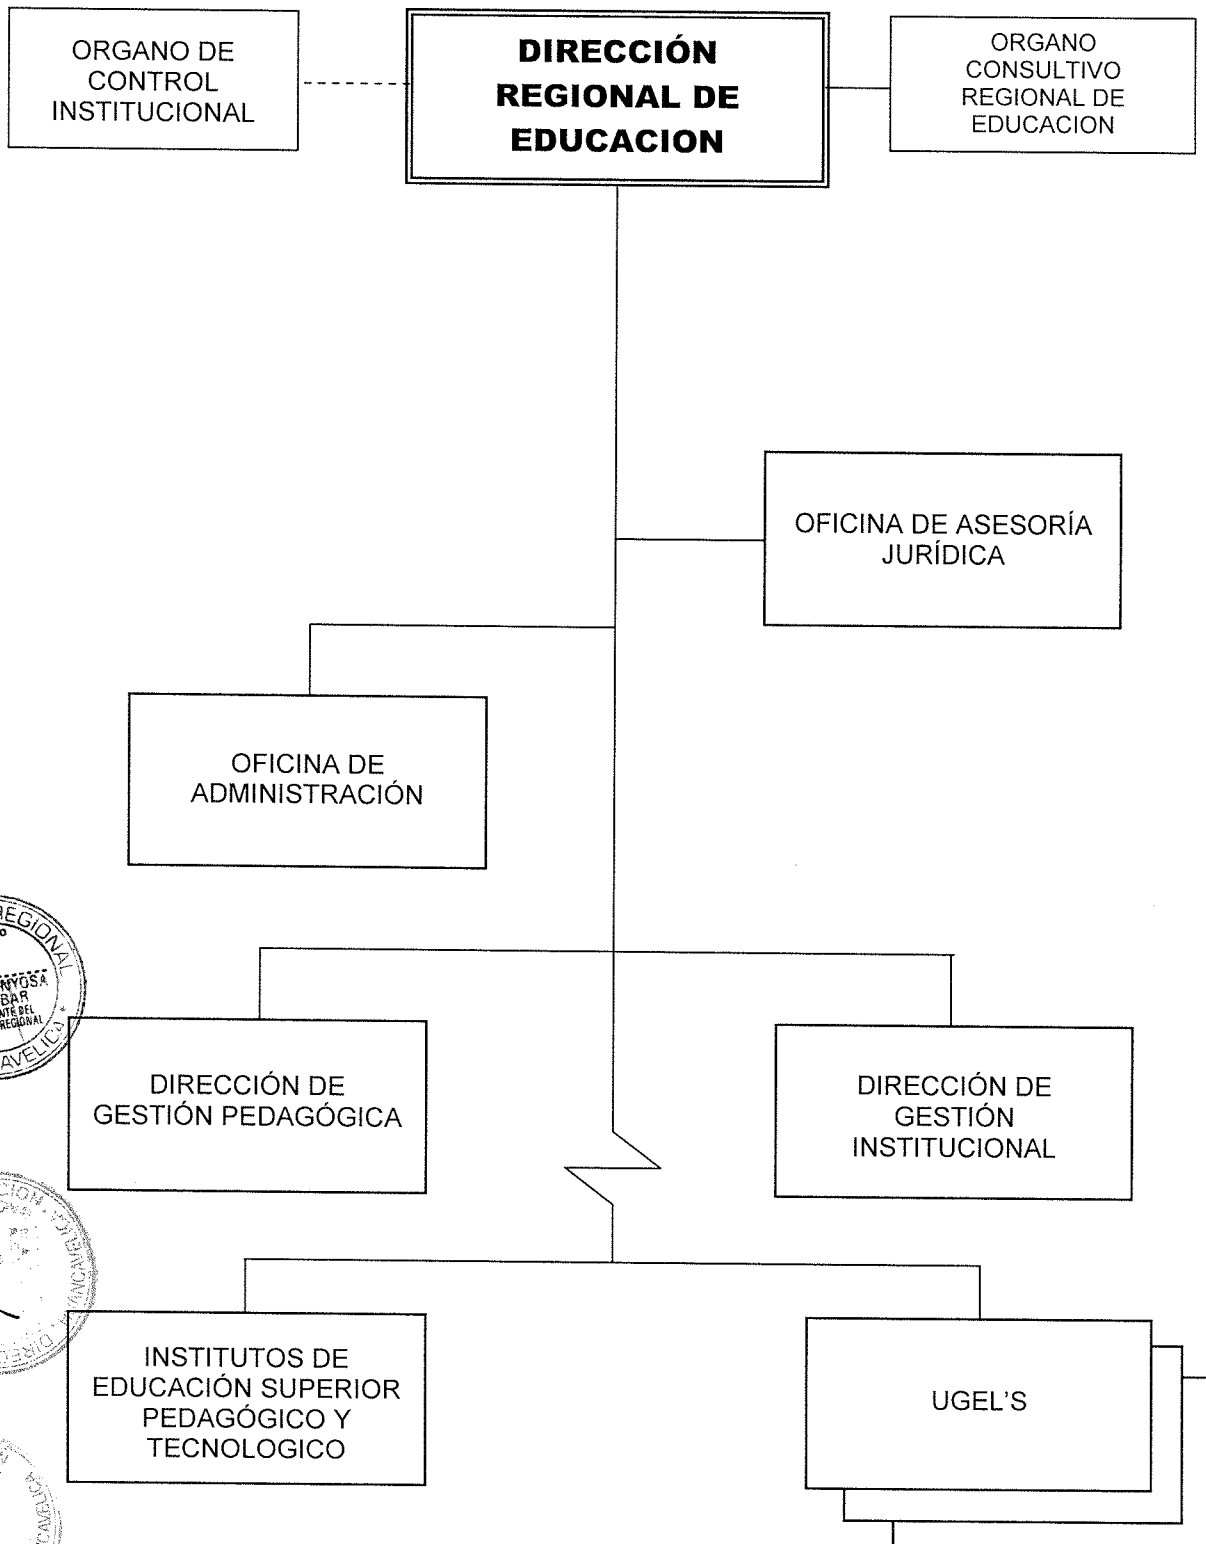 ORGANO DE
CONTROL
INSTITUCIONAL
DIRECCIÓN
REGIONAL DE
EDUCACION
ORGANO
CONSULTIVO
REGIONAL DE
EDUCACION
OFICINA DE ASESORÍA
JURÍDICA
OFICINA DE
ADMINISTRACIÓN
REGIONAL
DIRECCIÓN DE
GESTIÓN PEDAGÓGICA
DIRECCIÓN DE
GESTIÓN
INSTITUCIONAL
INSTITUTOS DE
EDUCACIÓN SUPERIOR
PEDAGÓGICO Y
TECNOLOGICO
UGEL'S